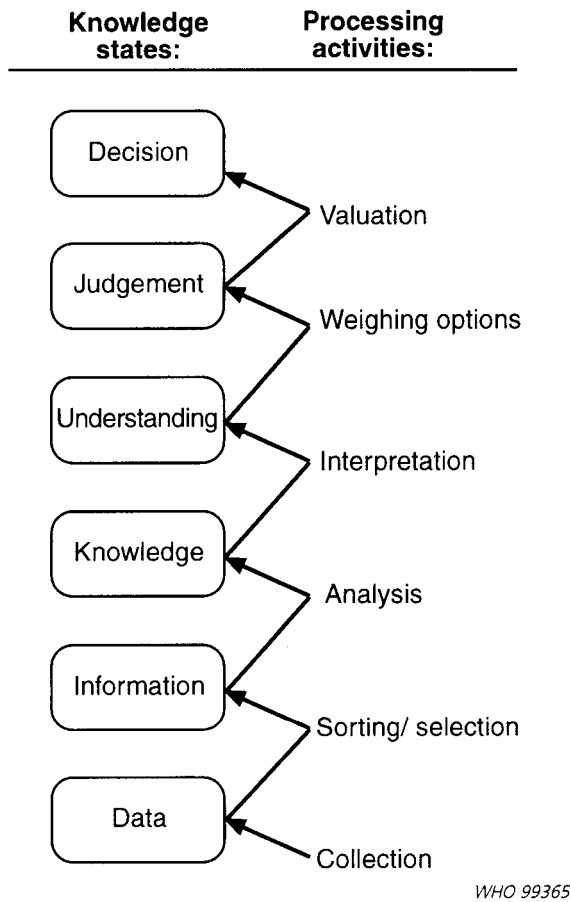 Knowledge Processing
states: activities:
Decision
Valuation
Judgement
Weighing options
Understanding
Interpretation
Knowledge
Analysis
Information
Sorting/ selection
Data
Collection
WHO 99365